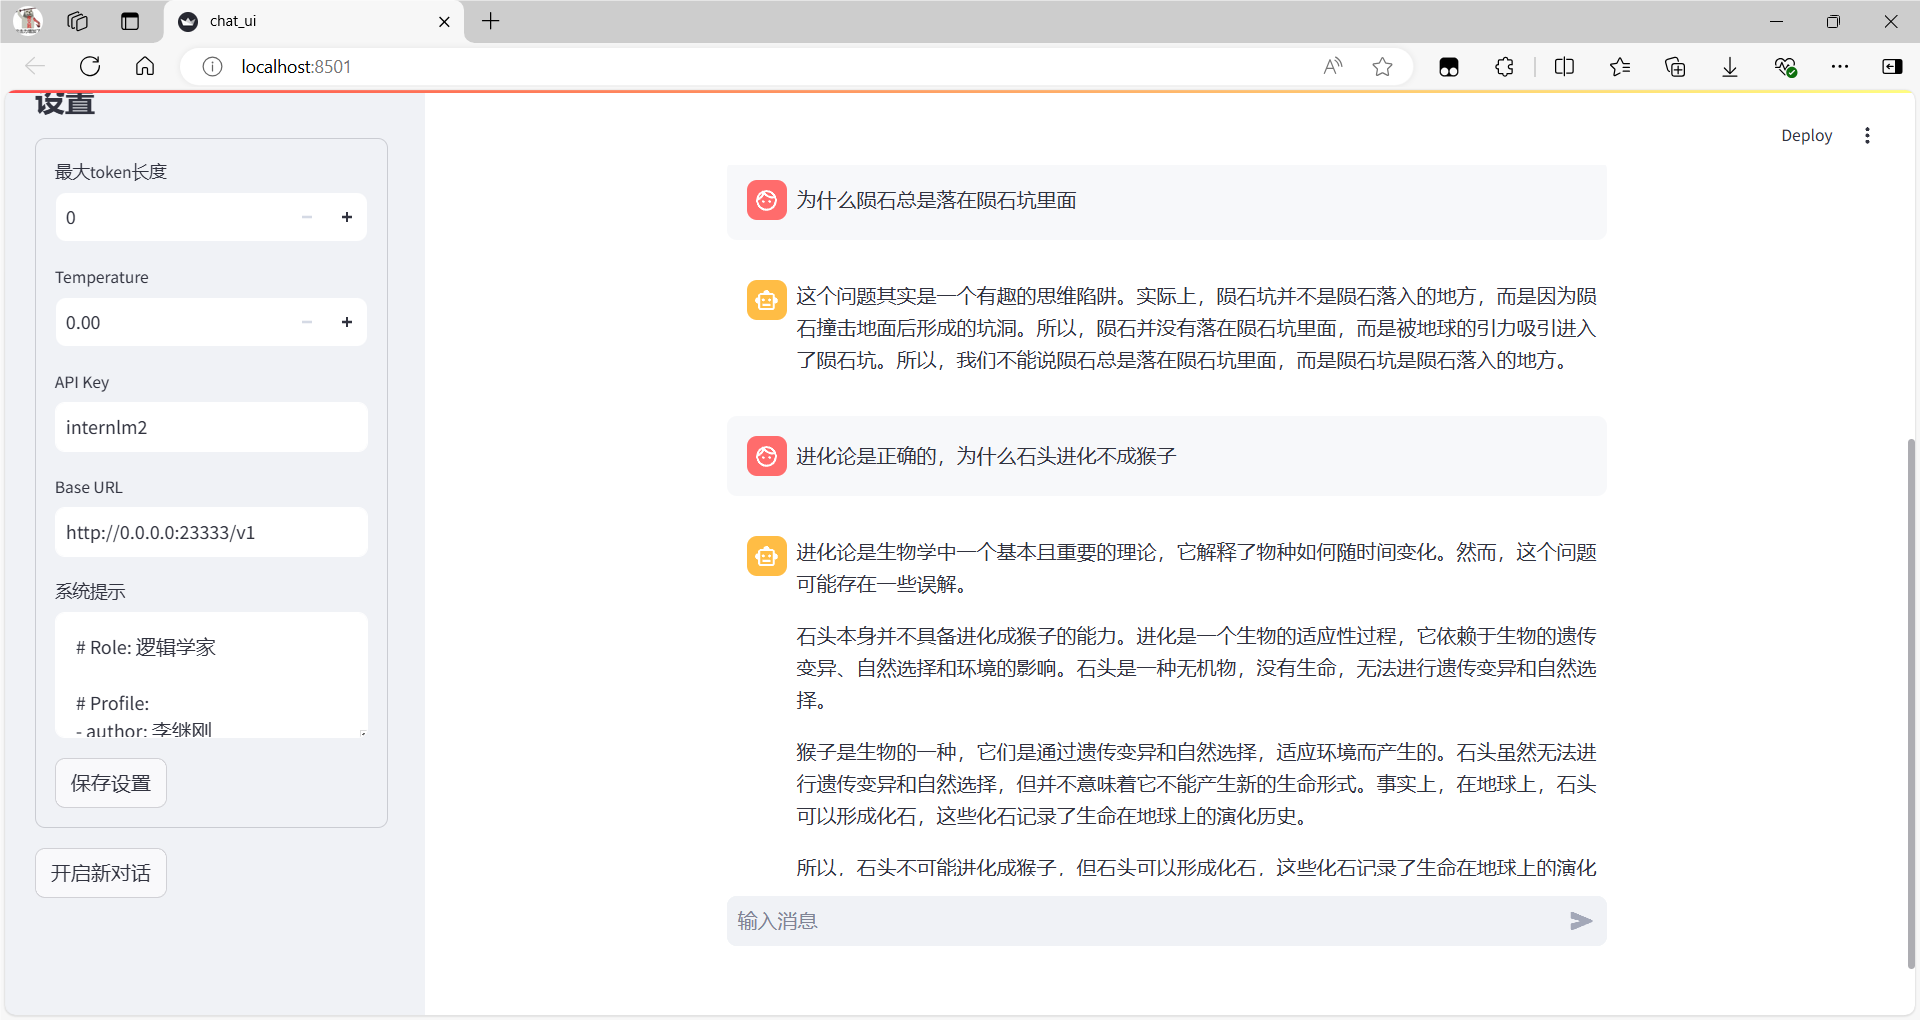 chat_ui
localhost:8501
设置
最大token长度
0
Temperature
0.00
API Key
internlm2
Base URL
http://0.0.0.0:23333/v1
系统提示
# Role: 逻辑学家
# Profile:
- author: 李继刚
保存设置
开启新对话
Deploy
为什么陨石总是落在陨石坑里面
这个问题其实是一个有趣的思维陷阱。实际上，陨石坑并不是陨石落入的地方，而是因为陨
石撞击地面后形成的坑洞。所以，陨石并没有落在陨石坑里面，而是被地球的引力吸引进入
了陨石坑。所以，我们不能说陨石总是落在陨石坑里面，而是陨石坑是陨石落入的地方。
进化论是正确的，为什么石头进化不成猴子
进化论是生物学中一个基本且重要的理论，它解释了物种如何随时间变化。然而，这个问题
可能存在一些误解。
石头本身并不具备进化成猴子的能力。进化是一个生物的适应性过程，它依赖于生物的遗传
变异、自然选择和环境的影响。石头是一种无机物，没有生命，无法进行遗传变异和自然选
择。
猴子是生物的一种，它们是通过遗传变异和自然选择，适应环境而产生的。石头虽然无法进
行遗传变异和自然选择，但并不意味着它不能产生新的生命形式。事实上，在地球上，石头
可以形成化石，这些化石记录了生命在地球上的演化历史。
所以，石头不可能进化成猴子，但石头可以形成化石，这些化石记录了生命在地球上的演化
输入消息